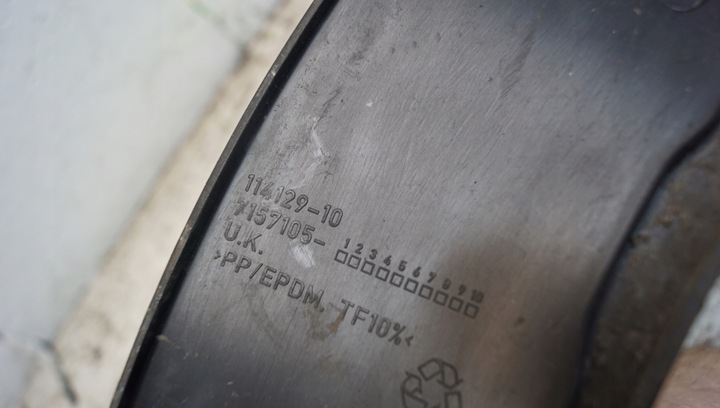 114129-10
7157105-
1 2 3 4 5 6 7 8 9 10
U.K.
>PP/EPDM. TF10%<